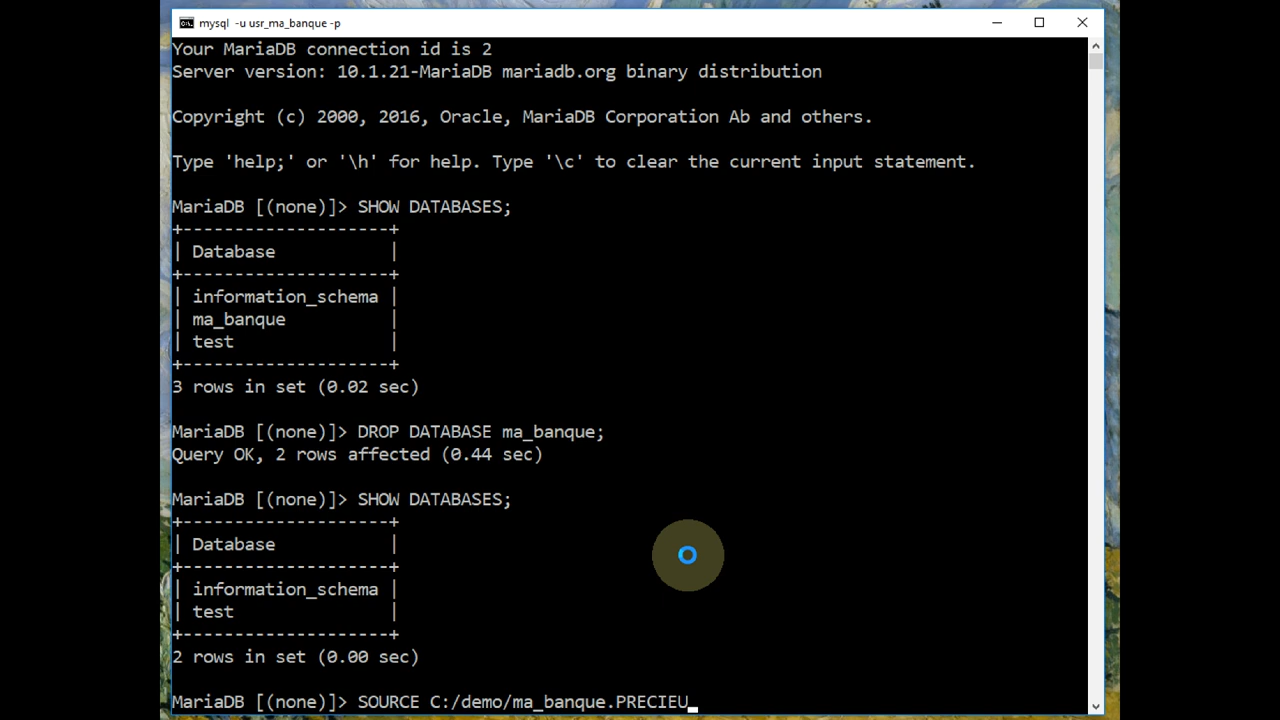 mysql -u usr_ma_banque -p
Your MariaDB connection id is 2
Server version: 10.1.21-MariaDB mariadb.org binary distribution
Copyright (c) 2000, 2016, Oracle, MariaDB Corporation Ab and others.
Type 'help;' or '\h' for help. Type '\c' to clear the current input statement.
MariaDB [(none)]> SHOW DATABASES;
+--------------------+
| Database           |
+--------------------+
| information_schema |
| ma_banque          |
| test               |
+--------------------+
3 rows in set (0.02 sec)
MariaDB [(none)]> DROP DATABASE ma_banque;
Query OK, 2 rows affected (0.44 sec)
MariaDB [(none)]> SHOW DATABASES;
+--------------------+
| Database           |
+--------------------+
| information_schema |
| test               |
+--------------------+
2 rows in set (0.00 sec)
MariaDB [(none)]> SOURCE C:/demo/ma_banque.PRECIEU_